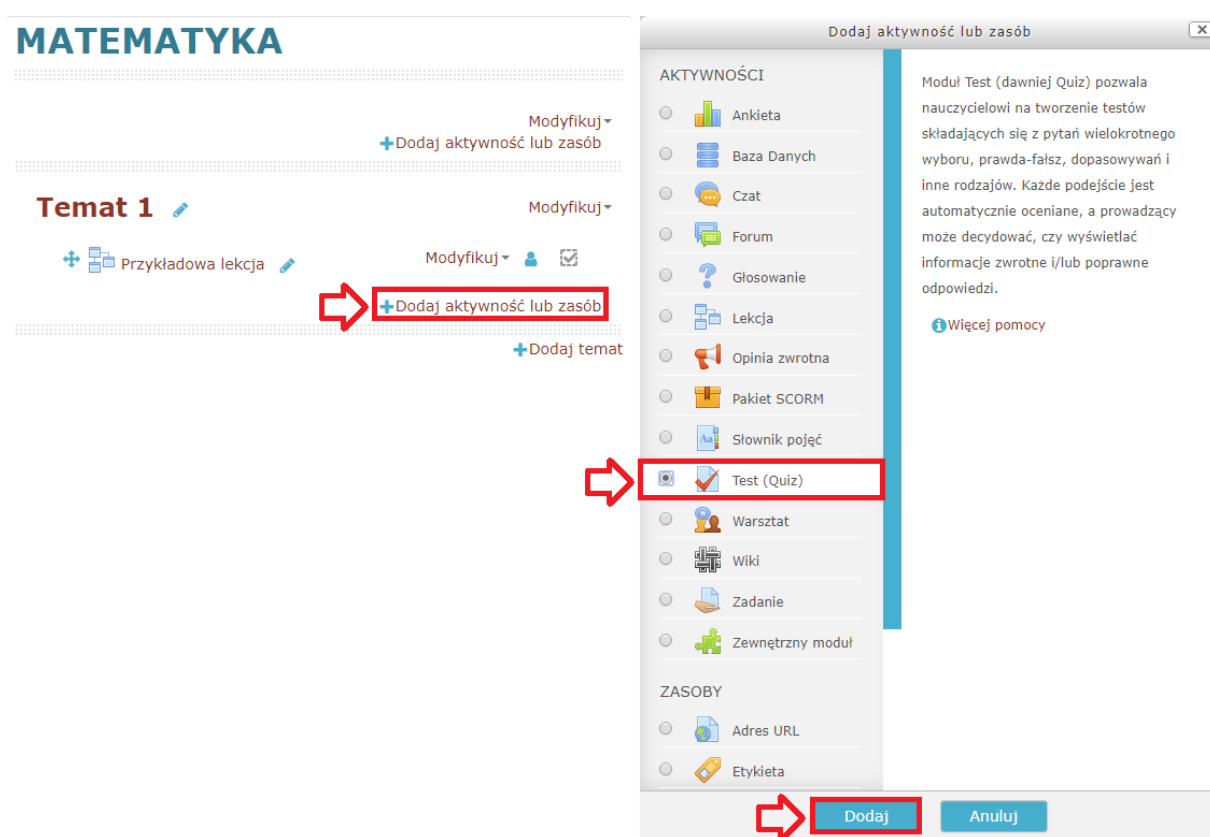 MATEMATYKA
Modyfikuj
Dodaj aktywność lub zasób
Temat 1
Modyfikuj
Przykładowa lekcja
Modyfikuj
Dodaj aktywność lub zasób
Dodaj temat
Dodaj aktywność lub zasób
AKTYWNOŚCI
Ankieta
Baza Danych
Czat
Forum
Głosowanie
Lekcja
Opinia zwrotna
Pakiet SCORM
Słownik pojęć
Test (Quiz)
Warsztat
Wiki
Zadanie
Zewnętrzny moduł
ZASOBY
Adres URL
Etykieta
Moduł Test (dawniej Quiz) pozwala
nauczycielowi na tworzenie testów
składających się z pytań wielokrotnego
wyboru, prawda-fałsz, dopasowywań i
inne rodzajów. Każde podejście jest
automatycznie oceniane, a prowadzący
może decydować, czy wyświetlać
informacje zwrotne i/lub poprawne
odpowiedzi.
Więcej pomocy
Dodaj
Anuluj